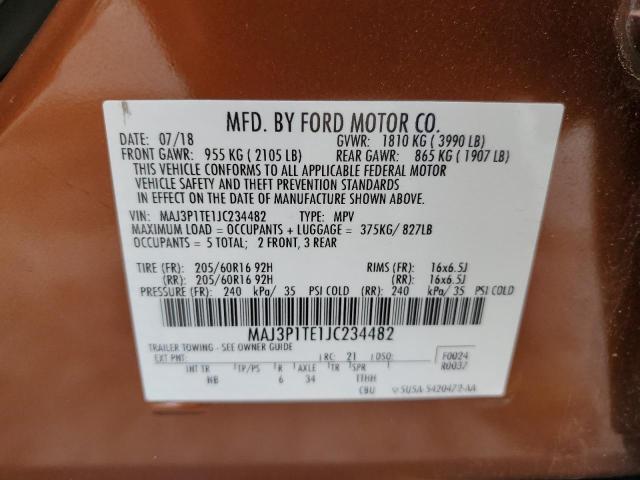 MFD. BY FORD MOTOR CO.
DATE: 07/18 GVWR: 1810 KG ( 3990 LB)
FRONT GAWR: 955 KG ( 2105 LB) REAR GAWR: 865 KG ( 1907 LB)
THIS VEHICLE CONFORMS TO ALL APPLICABLE FEDERAL MOTOR
VEHICLE SAFETY AND THEFT PREVENTION STANDARDS
IN EFFECT ON THE DATE OF MANUFACTURE SHOWN ABOVE.
VIN: MAJ3P1TE1JC234482 TYPE: MPV
MAXIMUM LOAD = OCCUPANTS + LUGGAGE = 375KG/ 827LB
OCCUPANTS = 5 TOTAL; 2 FRONT, 3 REAR
TIRE (FR): 205/60R16 92H RIMS (FR): 16x6.5J
(RR): 205/60R16 92H (RR): 16x6.5J
PRESSURE (FR): 240 kPa/ 35 PSI COLD (RR): 240 kPa/ 35 PSI COLD
MAJ3P1TE1JC234482
TRAILER TOWING - SEE OWNER GUIDE
EXT PNT: RC: 21 DSO: F0024
R0037
INT TR TP/PS R AXLE TR SPR
NB 6 34 TTHH
CBU